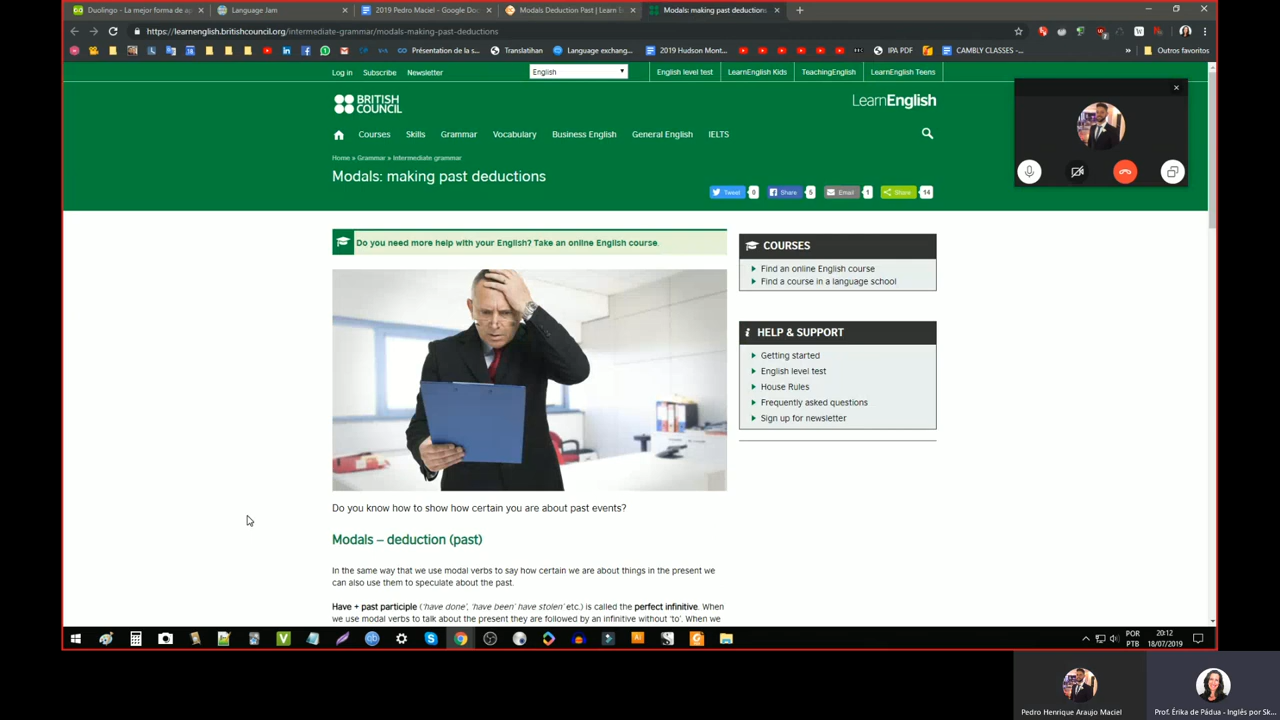 Duolingo - La mejor forma de ap
Language Jam
2019 Pedro Maciel - Google Doc
Modals Deduction Past | Learn E
Modals: making past deductions
https://learnenglish.britishcouncil.org/intermediate-grammar/modals-making-past-deductions
Présentation de la s...
Translatihan
Language exchang...
2019 Hudson Mont...
IPA PDF
CAMBLY CLASSES -...
»
Outros favoritos
Log in
Subscribe
Newsletter
English
English level test
LearnEnglish Kids
TeachingEnglish
LearnEnglish Teens
BRITISH
COUNCIL
LearnEnglish
Courses
Skills
Grammar
Vocabulary
Business English
General English
IELTS
Home » Grammar » Intermediate grammar
Modals: making past deductions
Tweet 0
Share 5
Email 1
Share 14
Do you need more help with your English? Take an online English course.
COURSES
Find an online English course
Find a course in a language school
HELP & SUPPORT
Getting started
English level test
House Rules
Frequently asked questions
Sign up for newsletter
Do you know how to show how certain you are about past events?
Modals – deduction (past)
In the same way that we use modal verbs to say how certain we are about things in the present we
can also use them to speculate about the past.
Have + past participle ('have done', 'have been' have stolen' etc.) is called the perfect infinitive. When
we use modal verbs to talk about the present they are followed by an infinitive without 'to'. When we
POR
PTB
20:12
18/07/2019
Pedro Henrique Araujo Maciel
Prof. Érika de Pádua - Inglês por Sk...